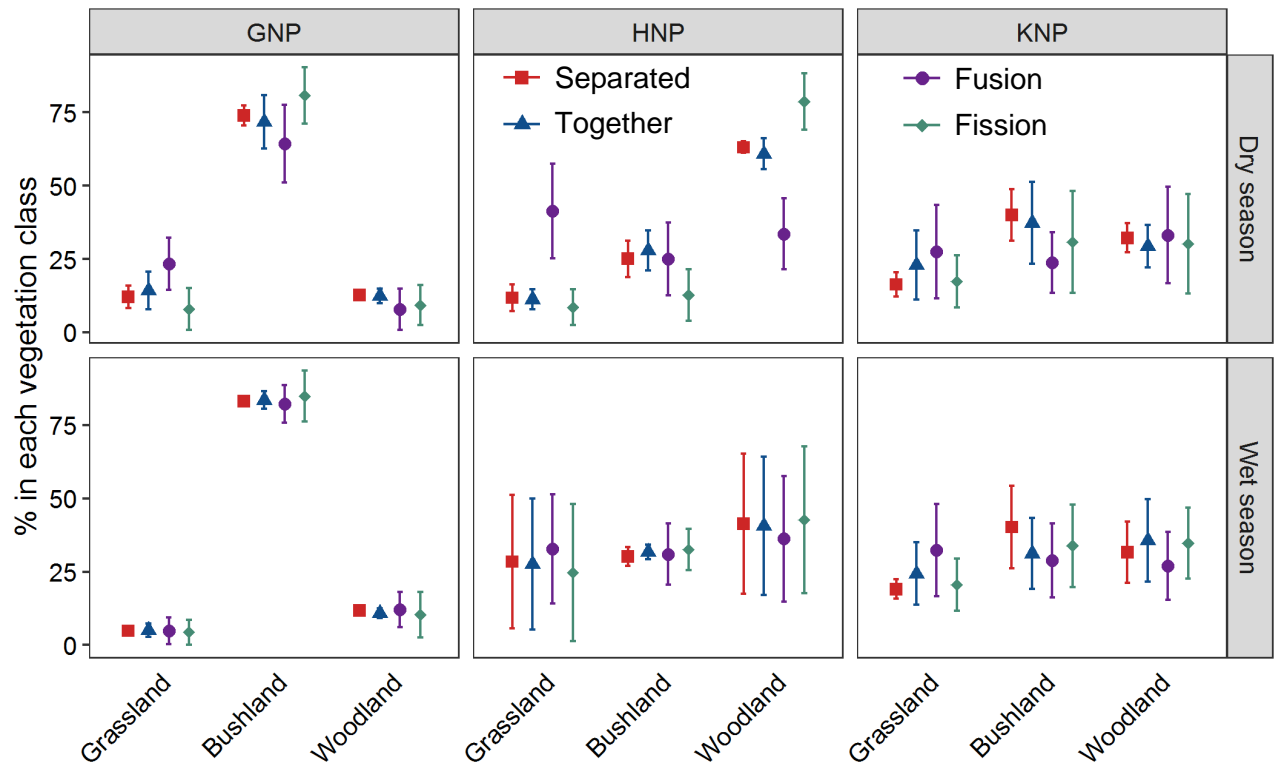 GNP HNP KNP
Separated Fusion
Together Fission
% in each vegetation class
75
50
25
0
Dry season
75
50
25
0
Wet season
Grassland Bushland Woodland Grassland Bushland Woodland Grassland Bushland Woodland